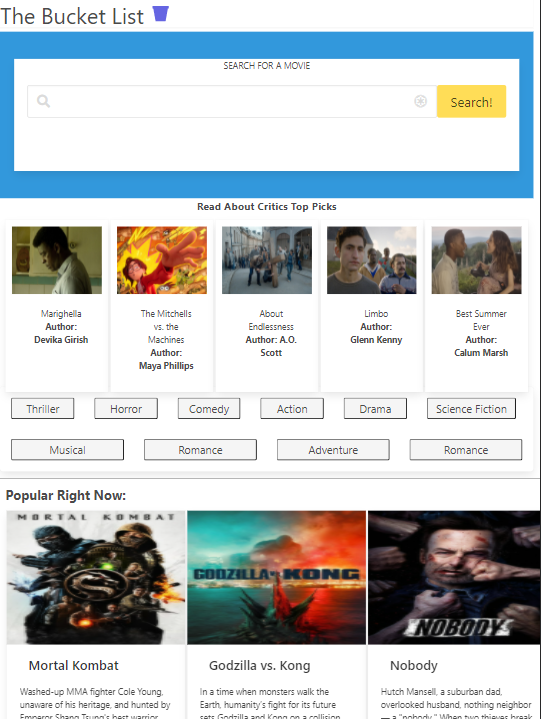 The Bucket List
SEARCH FOR A MOVIE
Search!
Read About Critics Top Picks
Marighella
Author:
Devika Girish
The Mitchells
vs. the
Machines
Author:
Maya Phillips
About
Endlessness
Author: A.O.
Scott
Limbo
Author:
Glenn Kenny
Best Summer
Ever
Author:
Calum Marsh
Thriller
Horror
Comedy
Action
Drama
Science Fiction
Musical
Romance
Adventure
Romance
Popular Right Now:
MORTAL KOMBAT
GODZILLA VS. KONG
NOBODY
Mortal Kombat
Washed-up MMA fighter Cole Young,
unaware of his heritage, and hunted by
Emperor Shang Tsung's best warrior,
Godzilla vs. Kong
In a time when monsters walk the
Earth, humanity's fight for its future
sets Godzilla and Kong on a collision
Nobody
Hutch Mansell, a suburban dad,
overlooked husband, nothing neighbor
— a "nobody." When two thieves break